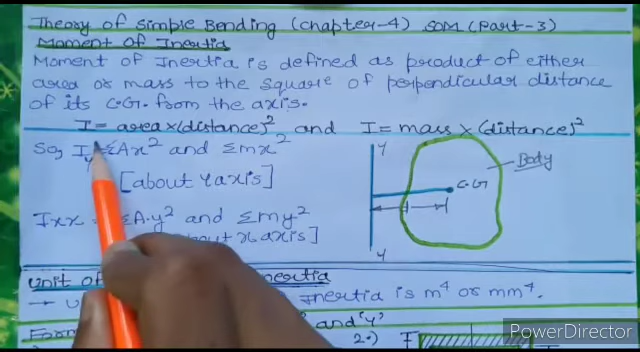 Theory of Simple Bending (Chapter-4) SOM (Part-3)
Moment of Inertia
Moment of Inertia is defined as product of either
area or mass to the square of perpendicular distance
of its C.G. from the axis.
I = area × (distance)² and I = mass × (distance)²
So, I = ΣAx² and Σmx²
[about Y axis]
Y
Body
C.G.
Y
Ixx = ΣA.y² and Σmy²
about x axis]
Unit of Inertia
Inertia is m⁴ or mm⁴.
and 'y'
2.)
I
PowerDirector